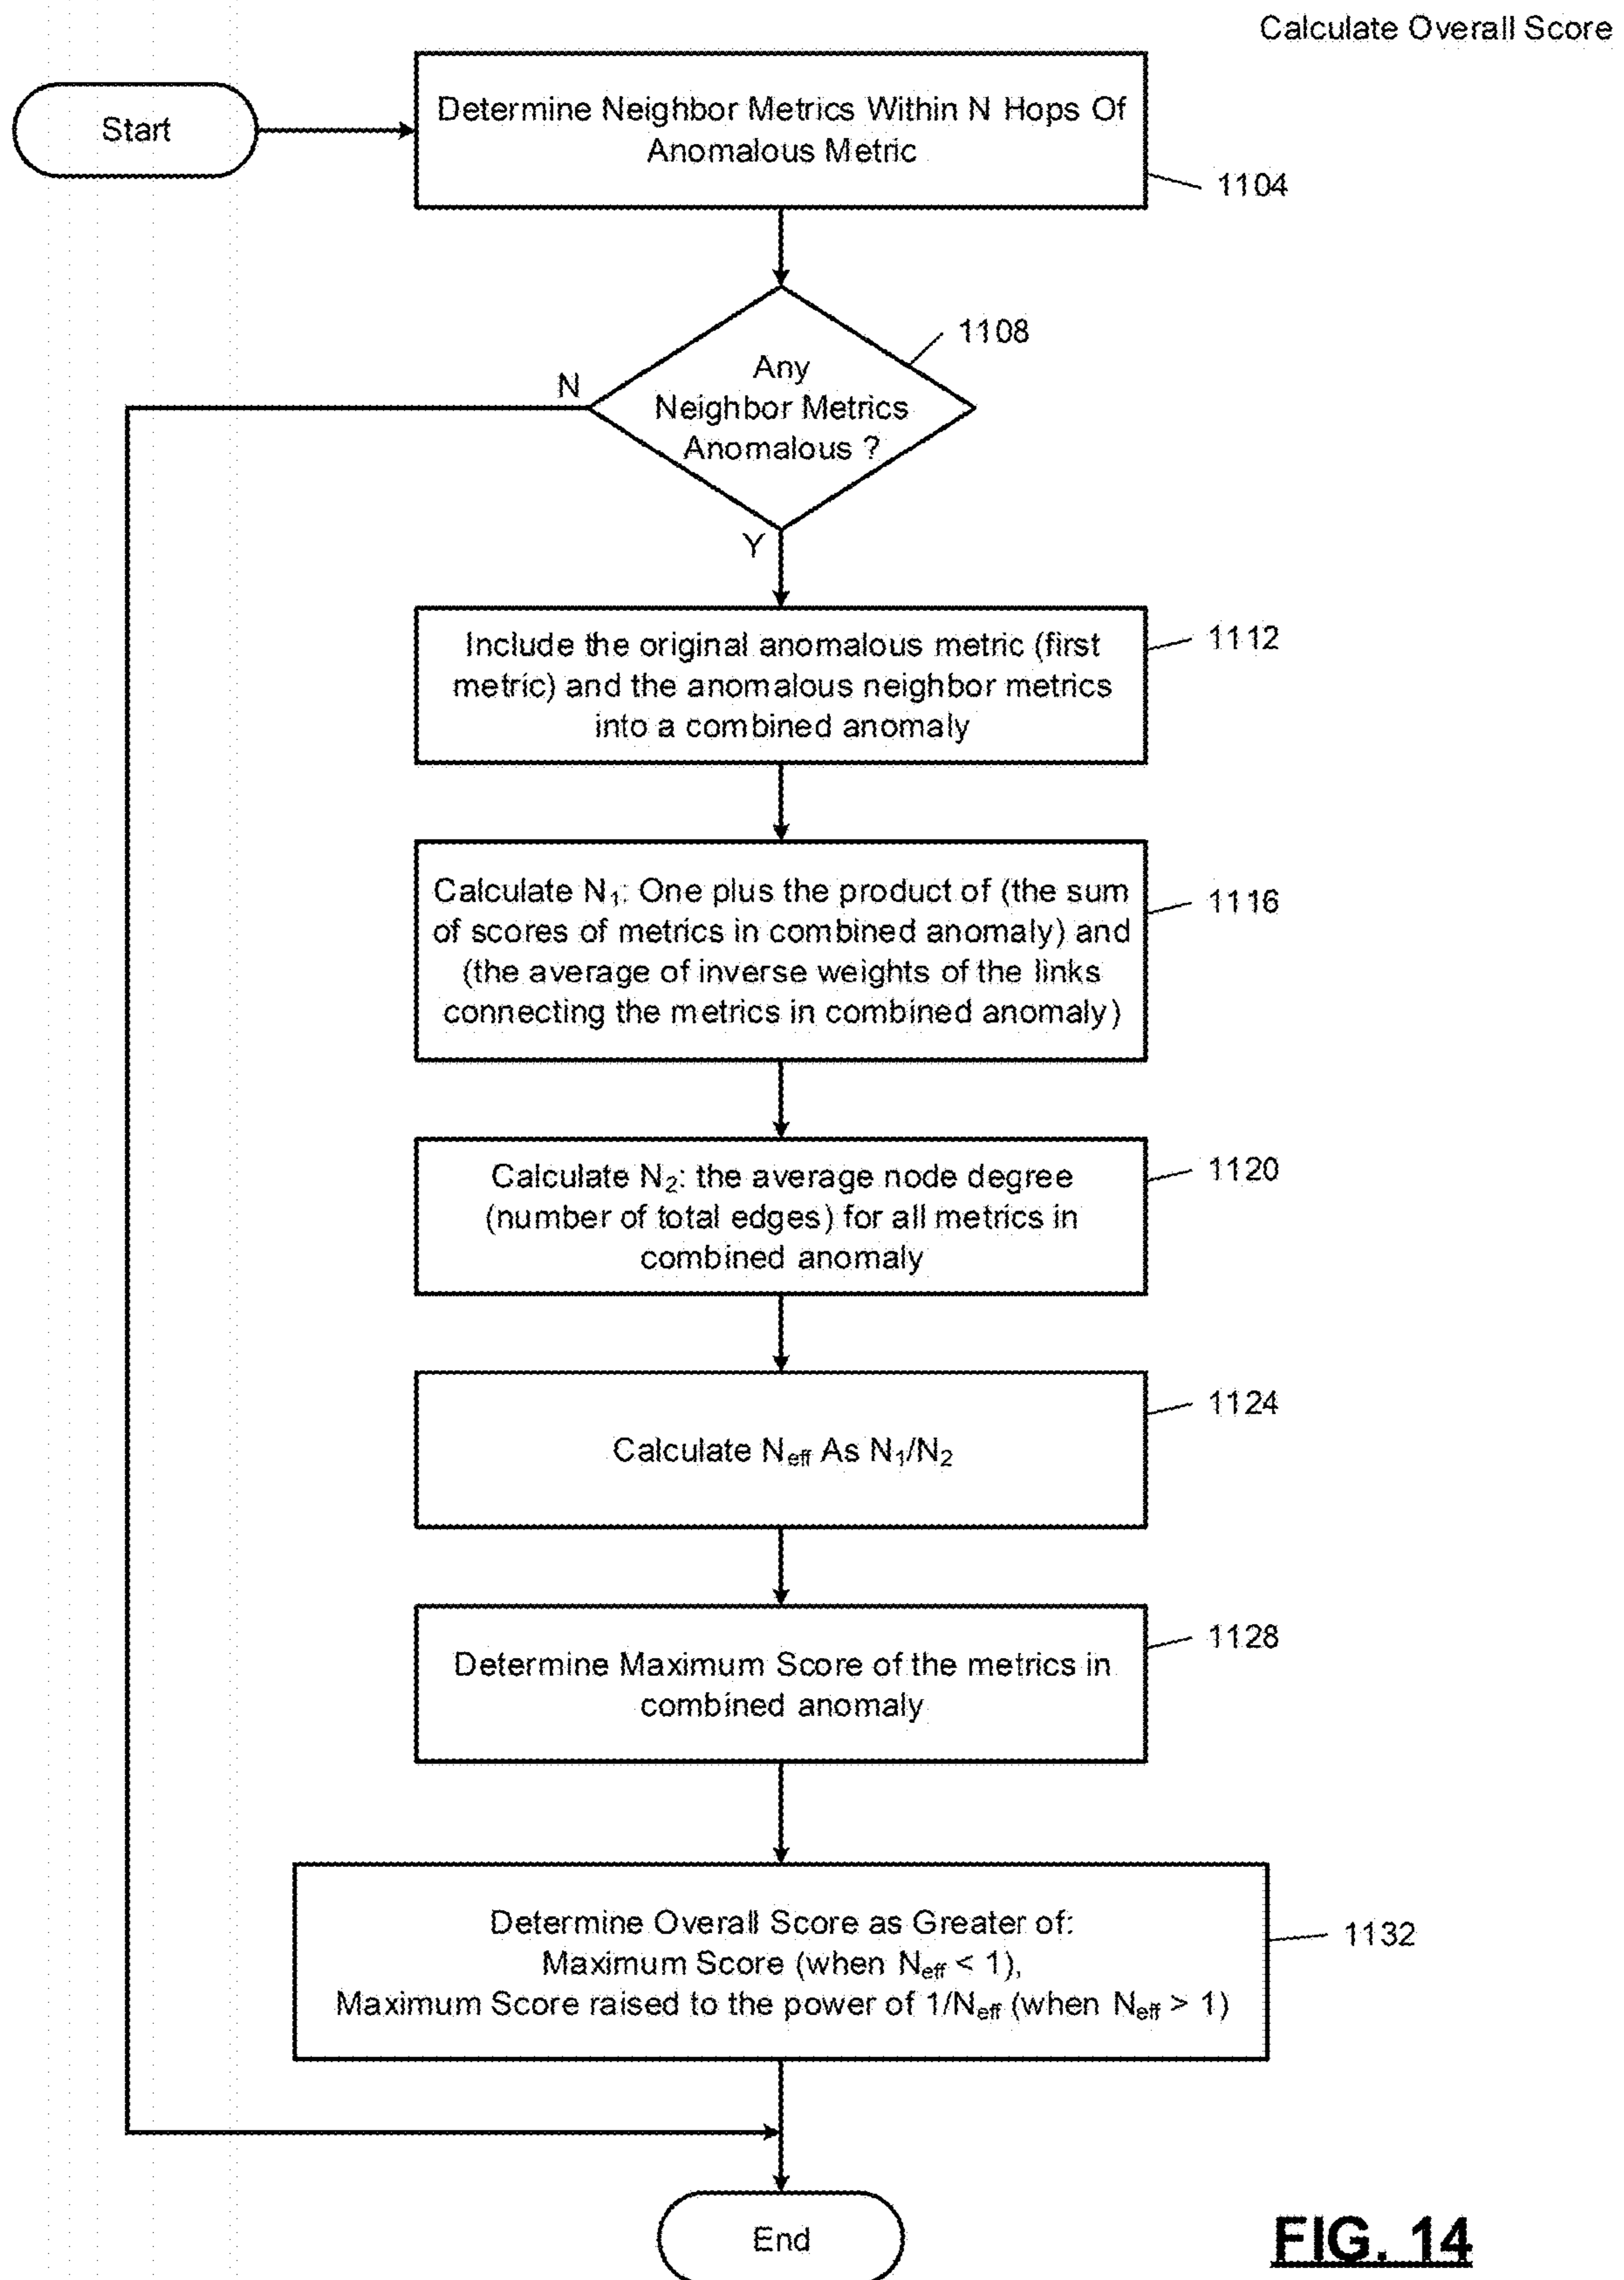 Calculate Overall Score
Start
Determine Neighbor Metrics Within N Hops Of
Anomalous Metric
1104
1108
Any
Neighbor Metrics
Anomalous ?
N
Y
Include the original anomalous metric (first
metric) and the anomalous neighbor metrics
into a combined anomaly
1112
Calculate N₁: One plus the product of (the sum
of scores of metrics in combined anomaly) and
(the average of inverse weights of the links
connecting the metrics in combined anomaly)
1116
Calculate N₂: the average node degree
(number of total edges) for all metrics in
combined anomaly
1120
1124
Calculate Neff As N₁/N₂
Determine Maximum Score of the metrics in
combined anomaly
1128
Determine Overall Score as Greater of:
Maximum Score (when Neff < 1),
Maximum Score raised to the power of 1/Neff (when Neff > 1)
1132
End
FIG. 14